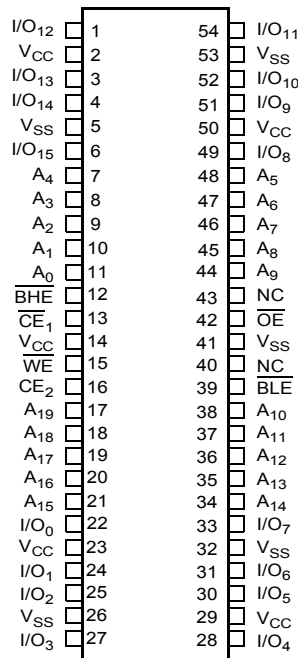 I/O12 1 54 I/O11
VCC 2 53 VSS
I/O13 3 52 I/O10
I/O14 4 51 I/O9
VSS 5 50 VCC
I/O15 6 49 I/O8
A4 7 48 A5
A3 8 47 A6
A2 9 46 A7
A1 10 45 A8
A0 11 44 A9
B̅H̅E̅ 12 43 NC
C̅E̅1 13 42 O̅E̅
VCC 14 41 VSS
W̅E̅ 15 40 NC
CE2 16 39 B̅L̅E̅
A19 17 38 A10
A18 18 37 A11
A17 19 36 A12
A16 20 35 A13
A15 21 34 A14
I/O0 22 33 I/O7
VCC 23 32 VSS
I/O1 24 31 I/O6
I/O2 25 30 I/O5
VSS 26 29 VCC
I/O3 27 28 I/O4